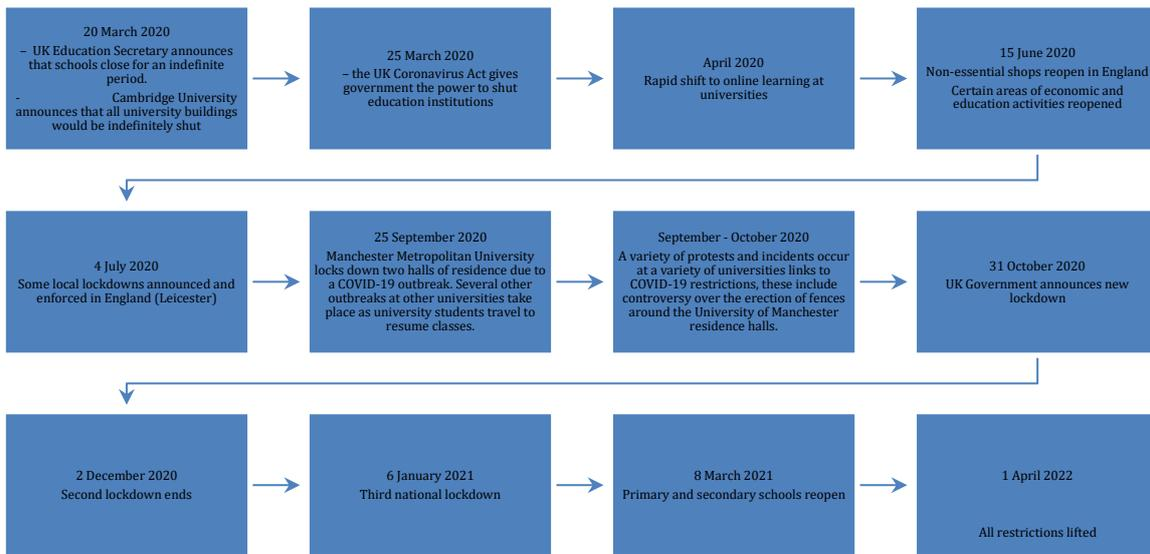 20 March 2020
– UK Education Secretary announces
that schools close for an indefinite
period.
- Cambridge University
announces that all university buildings
would be indefinitely shut
25 March 2020
– the UK Coronavirus Act gives
government the power to shut
education institutions
April 2020
Rapid shift to online learning at
universities
15 June 2020
Non-essential shops reopen in England
Certain areas of economic and
education activities reopened
4 July 2020
Some local lockdowns announced and
enforced in England (Leicester)
25 September 2020
Manchester Metropolitan University
locks down two halls of residence due to
a COVID-19 outbreak. Several other
outbreaks at other universities take
place as university students travel to
resume classes.
September - October 2020
A variety of protests and incidents occur
at a variety of universities links to
COVID-19 restrictions, these include
controversy over the erection of fences
around the University of Manchester
residence halls.
31 October 2020
UK Government announces new
lockdown
2 December 2020
Second lockdown ends
6 January 2021
Third national lockdown
8 March 2021
Primary and secondary schools reopen
1 April 2022
All restrictions lifted